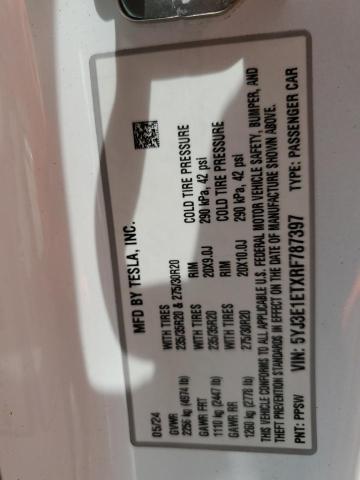 MFD BY TESLA, INC.
05/24
GVWR WITH TIRES RIM COLD TIRE PRESSURE
2256 kg (4974 lb) 235/35R20 & 275/30R20
GAWR FRT WITH TIRES RIM COLD TIRE PRESSURE
1110 kg (2447 lb) 235/35R20 20X9.0J 290 kPa, 42 psi
GAWR RR WITH TIRES RIM COLD TIRE PRESSURE
1260 kg (2778 lb) 275/30R20 20X10.0J 290 kPa, 42 psi
THIS VEHICLE CONFORMS TO ALL APPLICABLE U.S. FEDERAL MOTOR VEHICLE SAFETY, BUMPER, AND
THEFT PREVENTION STANDARDS IN EFFECT ON THE DATE OF MANUFACTURE SHOWN ABOVE.
VIN: 5YJ3E1ETXRF787397 TYPE: PASSENGER CAR
PNT: PPSW